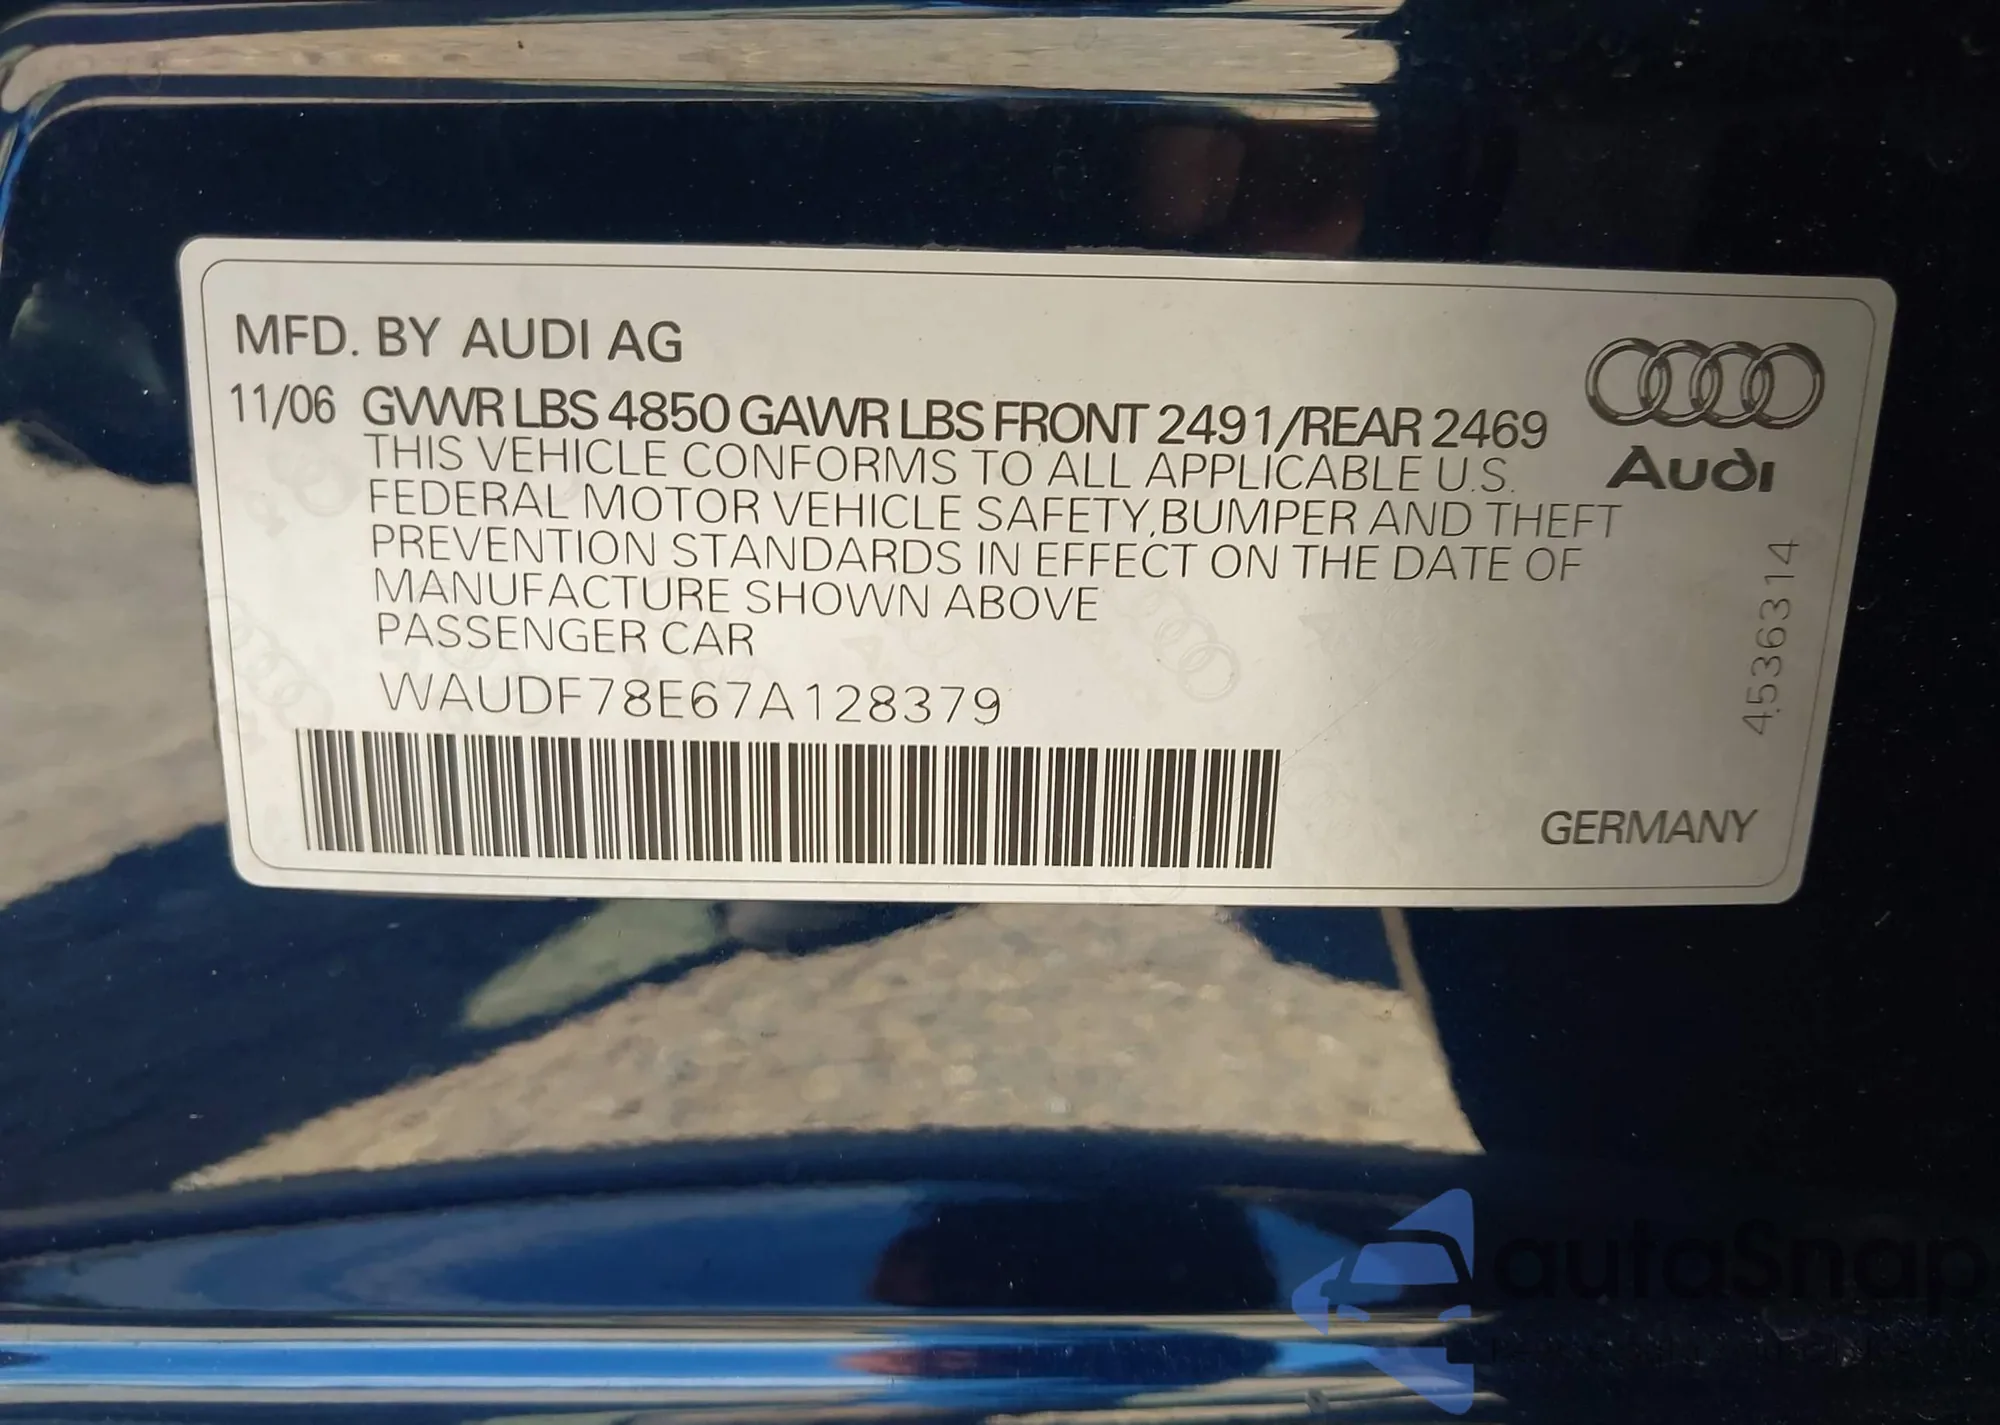 MFD. BY AUDI AG
11/06 GVWR LBS 4850 GAWR LBS FRONT 2491/REAR 2469
THIS VEHICLE CONFORMS TO ALL APPLICABLE U.S.
FEDERAL MOTOR VEHICLE SAFETY,BUMPER AND THEFT
PREVENTION STANDARDS IN EFFECT ON THE DATE OF
MANUFACTURE SHOWN ABOVE
PASSENGER CAR
WAUDF78E67A128379
Audi
4536314
GERMANY
autoSnap